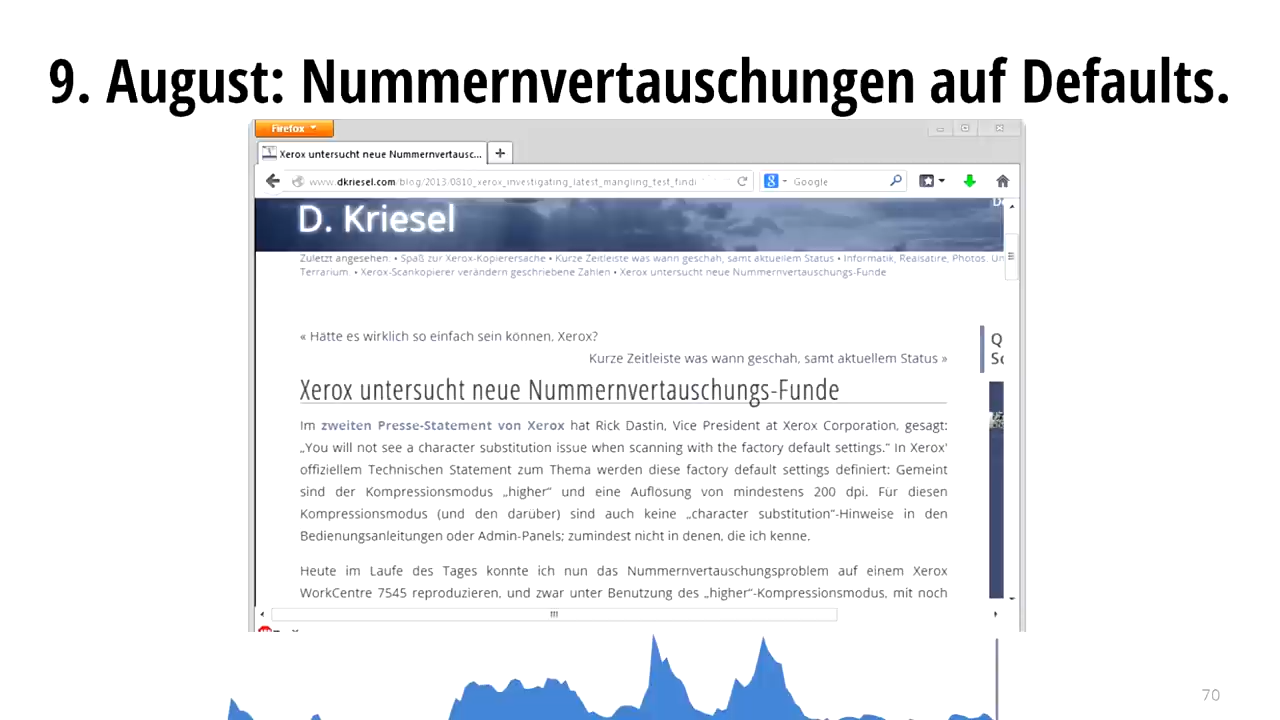 9. August: Nummernvertauschungen auf Defaults.
Firefox
Xerox untersucht neue Nummernvertausc...
www.dkriesel.com/blog/2013/0810_xerox_investigating_latest_mangling_test_findi
Google
D. Kriesel
Zuletzt angesehen: • Spaß zur Xerox-Kopierersache • Kurze Zeitleiste was wann geschah, samt aktuellem Status • Informatik, Realsatire, Photos. Un
Terrarium. • Xerox-Scankopierer verändern geschriebene Zahlen • Xerox untersucht neue Nummernvertauschungs-Funde
« Hätte es wirklich so einfach sein können, Xerox?
Kurze Zeitleiste was wann geschah, samt aktuellem Status »
Xerox untersucht neue Nummernvertauschungs-Funde
Im zweiten Presse-Statement von Xerox hat Rick Dastin, Vice President at Xerox Corporation, gesagt:
„You will not see a character substitution issue when scanning with the factory default settings." In Xerox'
offiziellem Technischen Statement zum Thema werden diese factory default settings definiert: Gemeint
sind der Kompressionsmodus „higher" und eine Auflösung von mindestens 200 dpi. Für diesen
Kompressionsmodus (und den darüber) sind auch keine „character substitution"-Hinweise in den
Bedienungsanleitungen oder Admin-Panels; zumindest nicht in denen, die ich kenne.
Heute im Laufe des Tages konnte ich nun das Nummernvertauschungsproblem auf einem Xerox
WorkCentre 7545 reproduzieren, und zwar unter Benutzung des „higher"-Kompressionsmodus, mit noch
70